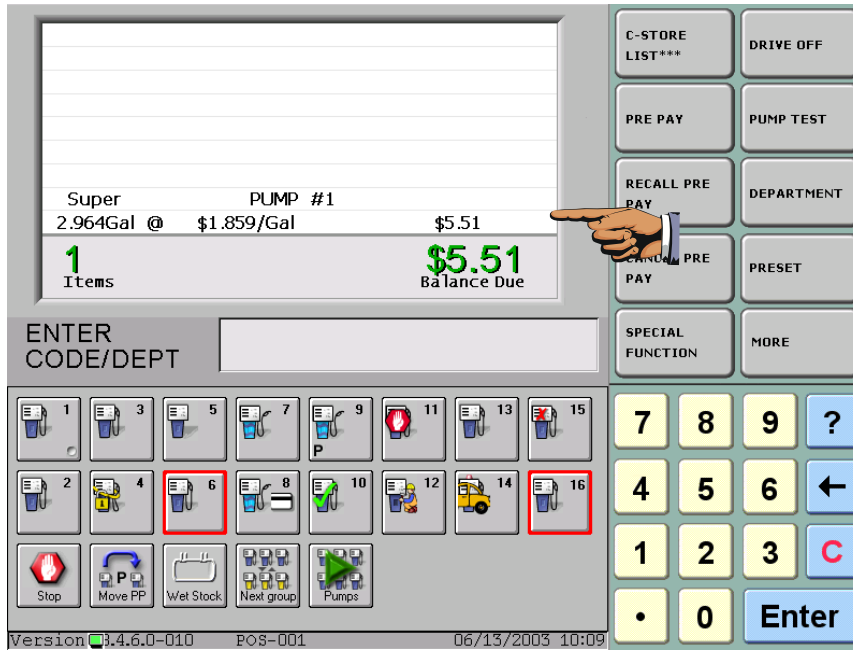 C-STORE
LIST***
DRIVE OFF
PRE PAY
PUMP TEST
RECALL PRE
PAY
DEPARTMENT
PRE
PAY
PRESET
SPECIAL
FUNCTION
MORE
Super PUMP #1
2.964Gal @ $1.859/Gal $5.51
1 $5.51
Items Balance Due
ENTER
CODE/DEPT
1 3 5 7 9 11 13 15
P
2 4 6 8 10 12 14 16
P
Stop Move PP Wet Stock Next group Pumps
7 8 9 ?
4 5 6 ←
1 2 3 C
. 0 Enter
Version 3.4.6.0-010 POS-001 06/13/2003 10:09